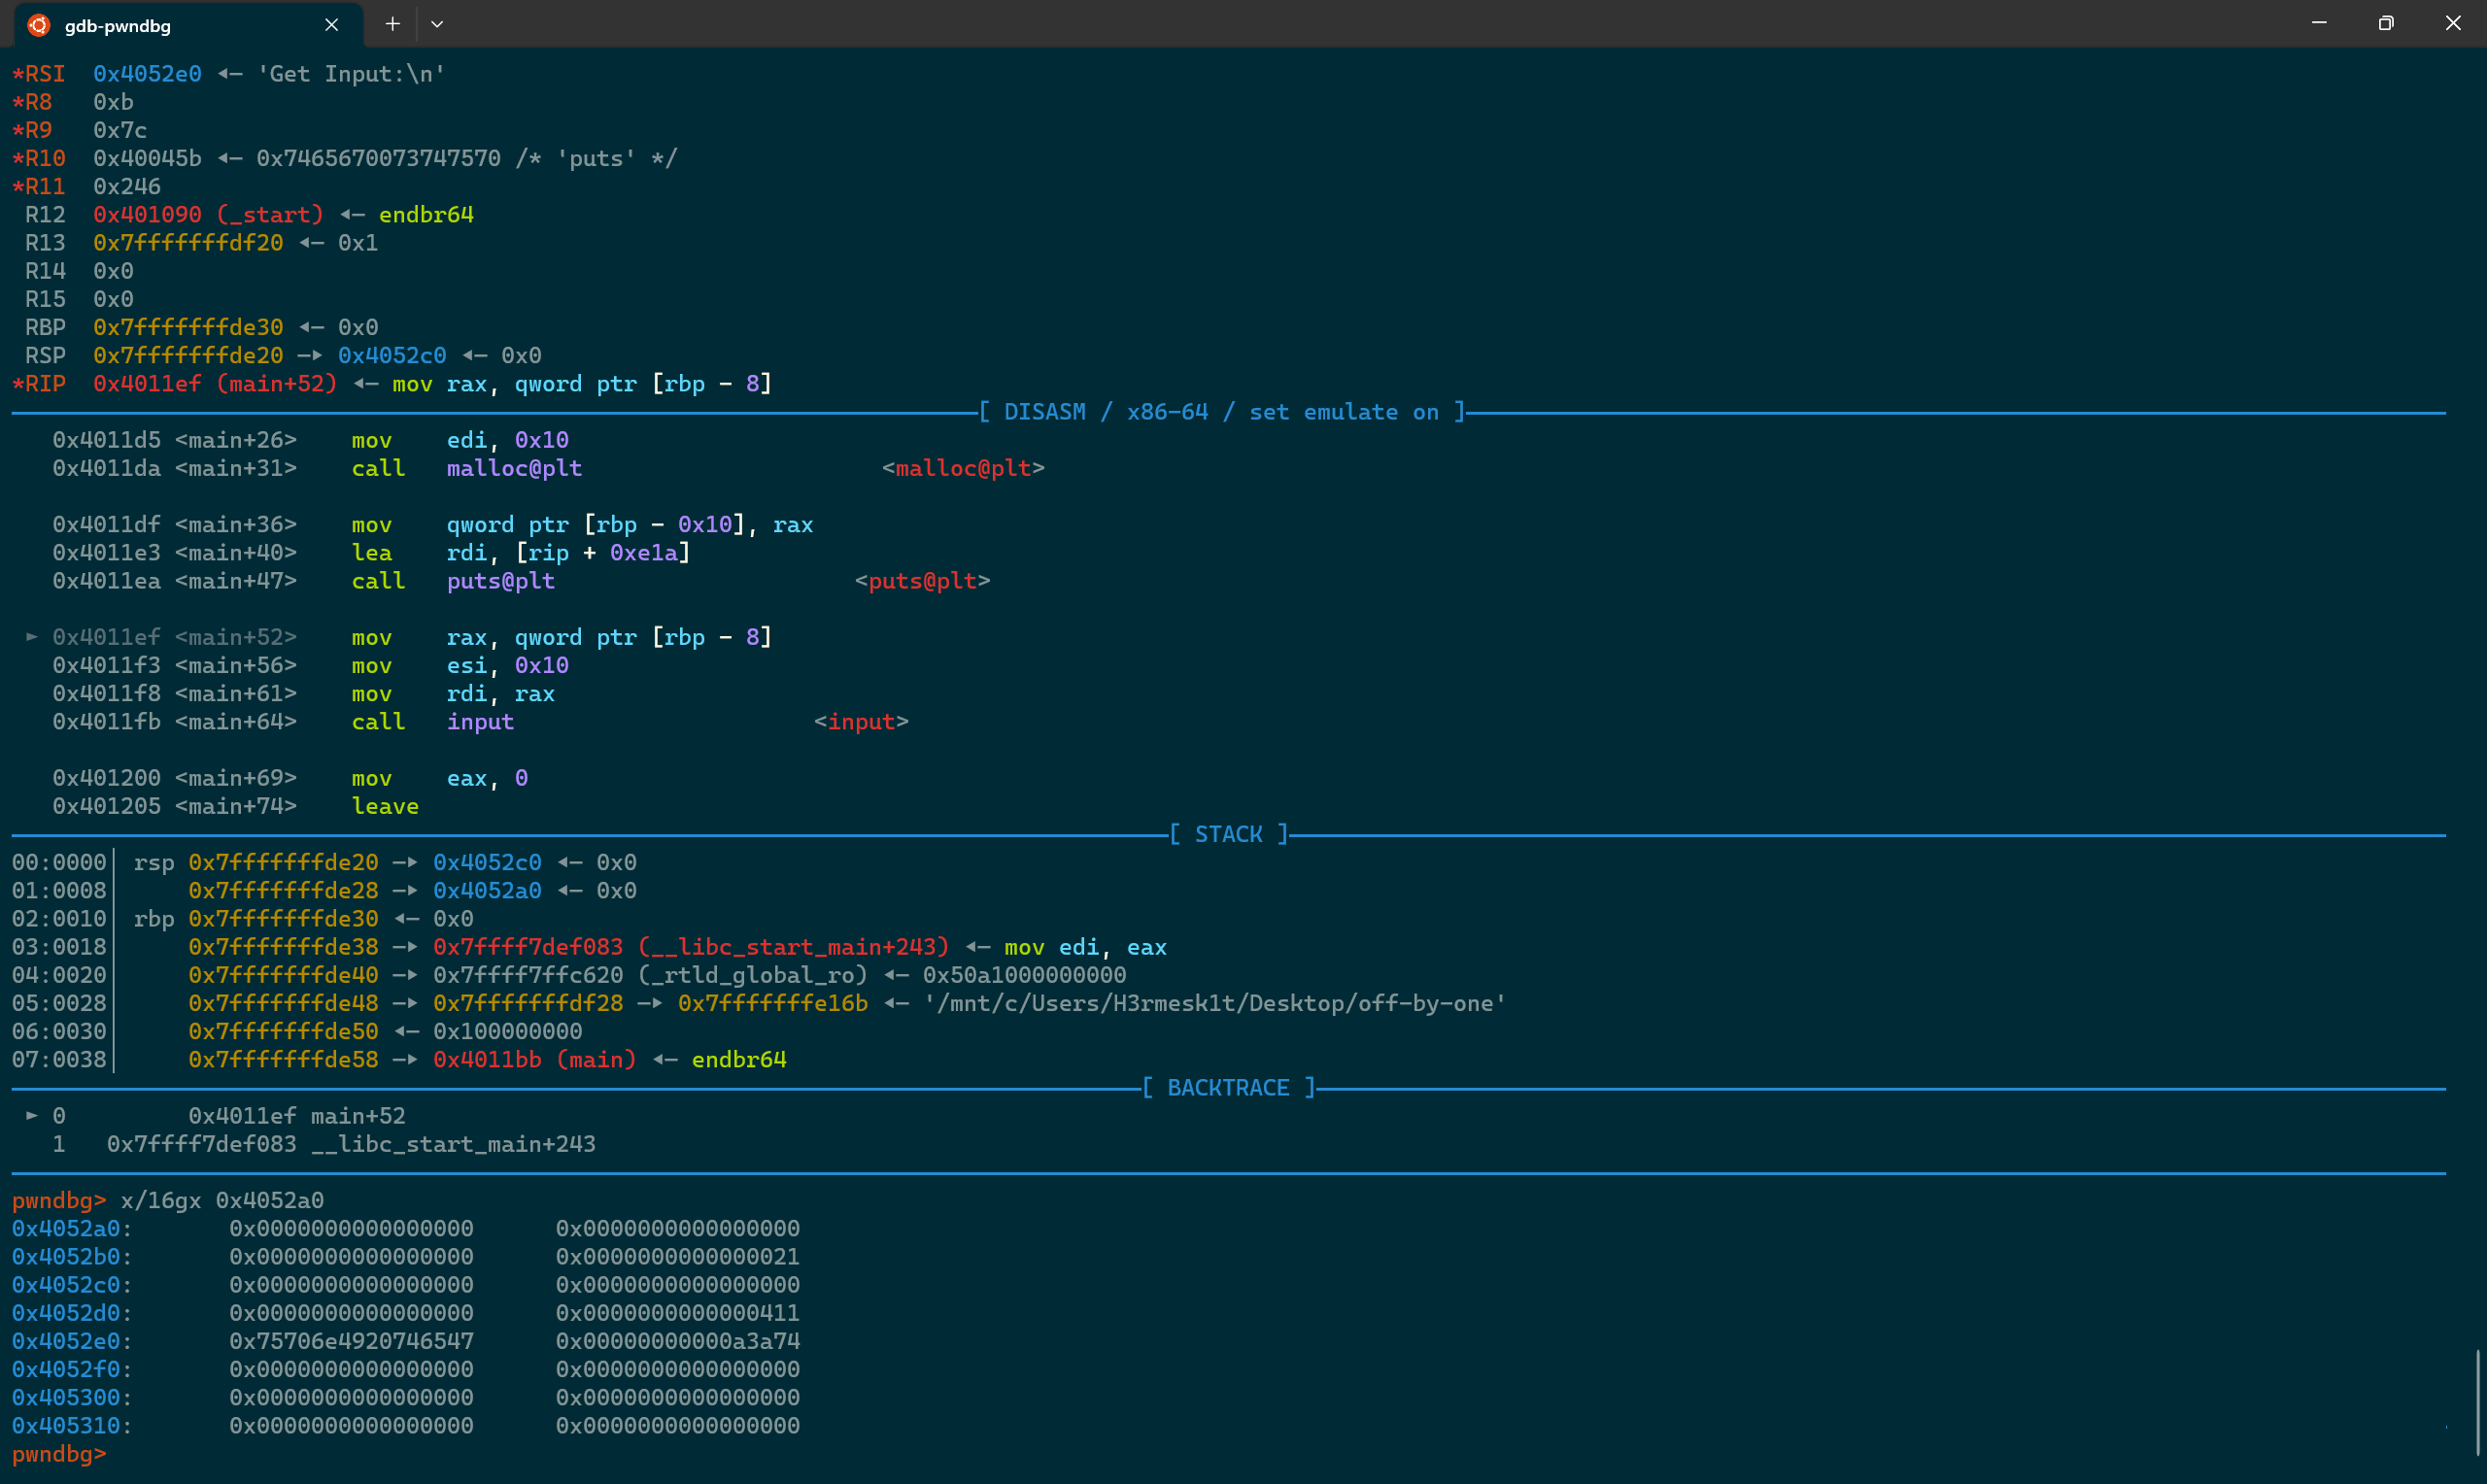 gdb-pwndbg
*RSI  0x4052e0 ◂— 'Get Input:\n'
*R8   0xb
*R9   0x7c
*R10  0x40045b ◂— 0x7465670073747570 /* 'puts' */
*R11  0x246
 R12  0x401090 (_start) ◂— endbr64
 R13  0x7fffffffdf20 ◂— 0x1
 R14  0x0
 R15  0x0
 RBP  0x7fffffffde30 ◂— 0x0
 RSP  0x7fffffffde20 —▸ 0x4052c0 ◂— 0x0
*RIP  0x4011ef (main+52) ◂— mov rax, qword ptr [rbp - 8]
[ DISASM / x86-64 / set emulate on ]
   0x4011d5 <main+26>    mov    edi, 0x10
   0x4011da <main+31>    call   malloc@plt                      <malloc@plt>
   0x4011df <main+36>    mov    qword ptr [rbp - 0x10], rax
   0x4011e3 <main+40>    lea    rdi, [rip + 0xe1a]
   0x4011ea <main+47>    call   puts@plt                      <puts@plt>
 ► 0x4011ef <main+52>    mov    rax, qword ptr [rbp - 8]
   0x4011f3 <main+56>    mov    esi, 0x10
   0x4011f8 <main+61>    mov    rdi, rax
   0x4011fb <main+64>    call   input                      <input>
   0x401200 <main+69>    mov    eax, 0
   0x401205 <main+74>    leave
[ STACK ]
00:0000│ rsp 0x7fffffffde20 —▸ 0x4052c0 ◂— 0x0
01:0008│     0x7fffffffde28 —▸ 0x4052a0 ◂— 0x0
02:0010│ rbp 0x7fffffffde30 ◂— 0x0
03:0018│     0x7fffffffde38 —▸ 0x7ffff7def083 (__libc_start_main+243) ◂— mov edi, eax
04:0020│     0x7fffffffde40 —▸ 0x7ffff7ffc620 (_rtld_global_ro) ◂— 0x50a1000000000
05:0028│     0x7fffffffde48 —▸ 0x7fffffffdf28 —▸ 0x7fffffffe16b ◂— '/mnt/c/Users/H3rmesk1t/Desktop/off-by-one'
06:0030│     0x7fffffffde50 ◂— 0x100000000
07:0038│     0x7fffffffde58 —▸ 0x4011bb (main) ◂— endbr64
[ BACKTRACE ]
 ► 0         0x4011ef main+52
   1   0x7ffff7def083 __libc_start_main+243
pwndbg> x/16gx 0x4052a0
0x4052a0:       0x0000000000000000      0x0000000000000000
0x4052b0:       0x0000000000000000      0x0000000000000021
0x4052c0:       0x0000000000000000      0x0000000000000000
0x4052d0:       0x0000000000000000      0x0000000000000411
0x4052e0:       0x75706e4920746547      0x00000000000a3a74
0x4052f0:       0x0000000000000000      0x0000000000000000
0x405300:       0x0000000000000000      0x0000000000000000
0x405310:       0x0000000000000000      0x0000000000000000
pwndbg>